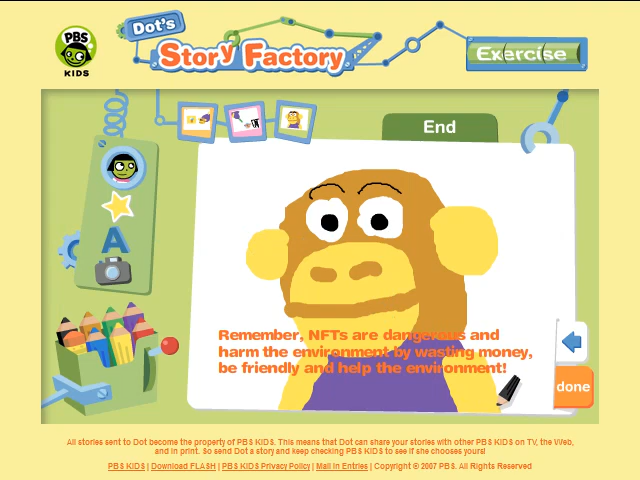 PBS
KIDS
Dot's
Story Factory
Exercise
End
A
Remember, NFTs are dangerous and
harm the environment by wasting money,
be friendly and help the environment!
done
All stories sent to Dot become the property of PBS KIDS. This means that Dot can share your stories with other PBS KIDS on TV, the Web,
and in print. So send Dot a story and keep checking PBS KIDS to see if she chooses yours!
PBS KIDS | Download FLASH | PBS KIDS Privacy Policy | Mail In Entries | Copyright © 2007 PBS. All Rights Reserved